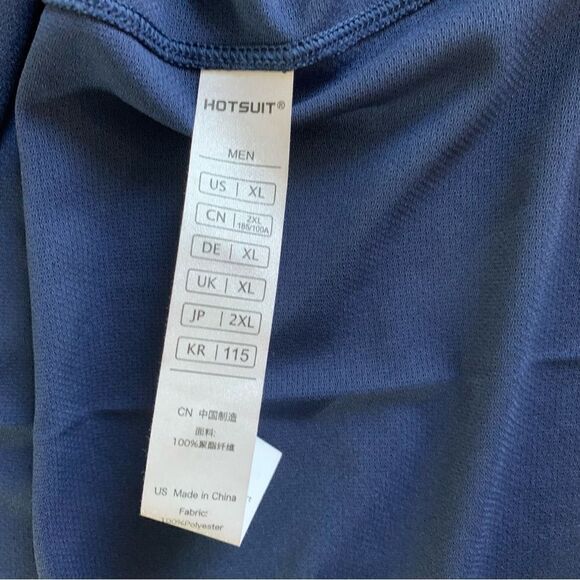 HOTSUIT®
MEN
US | XL
CN | 2XL 185/100A
DE | XL
UK | XL
JP | 2XL
KR | 115
CN 中国制造
面料:
100%聚酯纤维
US Made in China
Fabric:
100%Polyester